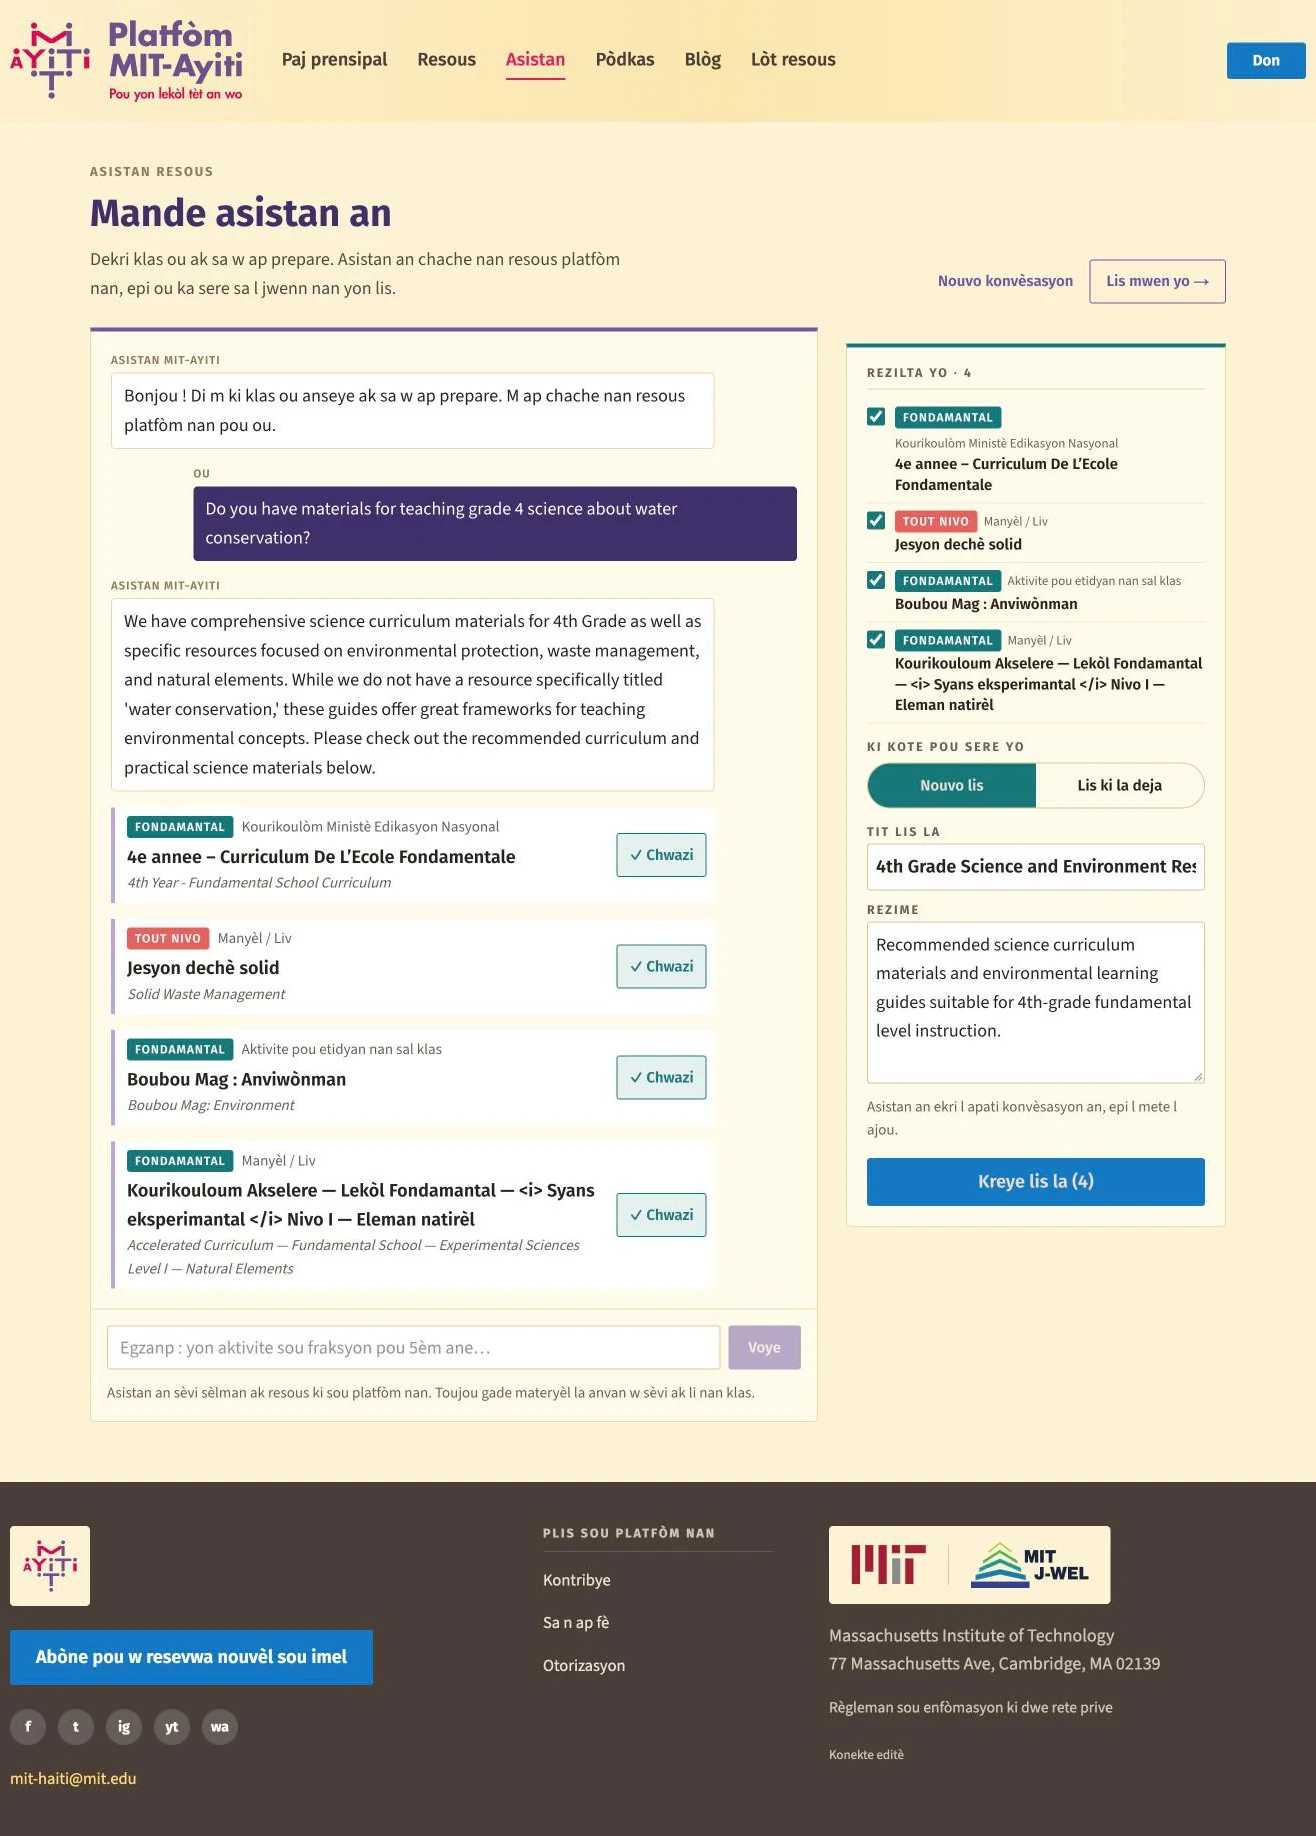 AYITI
Platfòm
MIT-Ayiti
Pou yon lekòl tèt an wo
Paj prensipal
Resous
Asistan
Pòdkas
Blòg
Lòt resous
Don
ASISTAN RESOUS
Mande asistan an
Dekri klas ou ak sa w ap prepare. Asistan an chache nan resous platfòm
nan, epi ou ka sere sa l jwenn nan yon lis.
Nouvo konvèsasyon
Lis mwen yo →
ASISTAN MIT-AYITI
Bonjou ! Di m ki klas ou anseye ak sa w ap prepare. M ap chache nan resous
platfòm nan pou ou.
OU
Do you have materials for teaching grade 4 science about water
conservation?
ASISTAN MIT-AYITI
We have comprehensive science curriculum materials for 4th Grade as well as
specific resources focused on environmental protection, waste management,
and natural elements. While we do not have a resource specifically titled
'water conservation,' these guides offer great frameworks for teaching
environmental concepts. Please check out the recommended curriculum and
practical science materials below.
FONDAMANTAL Kourikoulòm Ministè Edikasyon Nasyonal
4e annee – Curriculum De L’Ecole Fondamentale
4th Year - Fundamental School Curriculum
✓ Chwazi
TOUT NIVO Manyèl / Liv
Jesyon dechè solid
Solid Waste Management
✓ Chwazi
FONDAMANTAL Aktivite pou etidyan nan sal klas
Boubou Mag : Anviwònman
Boubou Mag: Environment
✓ Chwazi
FONDAMANTAL Manyèl / Liv
Kourikouloum Akselere — Lekòl Fondamantal — <i> Syans
eksperimantal </i> Nivo I — Eleman natirèl
Accelerated Curriculum — Fundamental School — Experimental Sciences
Level I — Natural Elements
✓ Chwazi
Egzanp : yon aktivite sou fraksyon pou 5èm ane…
Voye
Asistan an sèvi sèlman ak resous ki sou platfòm nan. Toujou gade materyèl la anvan w sèvi ak li nan klas.
REZILTA YO · 4
FONDAMANTAL
Kourikoulòm Ministè Edikasyon Nasyonal
4e annee – Curriculum De L’Ecole
Fondamentale
TOUT NIVO Manyèl / Liv
Jesyon dechè solid
FONDAMANTAL Aktivite pou etidyan nan sal klas
Boubou Mag : Anviwònman
FONDAMANTAL Manyèl / Liv
Kourikouloum Akselere — Lekòl Fondamantal
— <i> Syans eksperimantal </i> Nivo I —
Eleman natirèl
KI KOTE POU SERE YO
Nouvo lis
Lis ki la deja
TIT LIS LA
4th Grade Science and Environment Res
REZIME
Recommended science curriculum
materials and environmental learning
guides suitable for 4th-grade fundamental
level instruction.
Asistan an ekri l apati konvèsasyon an, epi l mete l
ajou.
Kreye lis la (4)
AYITI
Abòne pou w resevwa nouvèl sou imel
f t ig yt wa
mit-haiti@mit.edu
PLIS SOU PLATFÒM NAN
Kontribye
Sa n ap fè
Otorizasyon
MIT
MIT
J-WEL
Massachusetts Institute of Technology
77 Massachusetts Ave, Cambridge, MA 02139
Règleman sou enfòmasyon ki dwe rete prive
Konekte editè